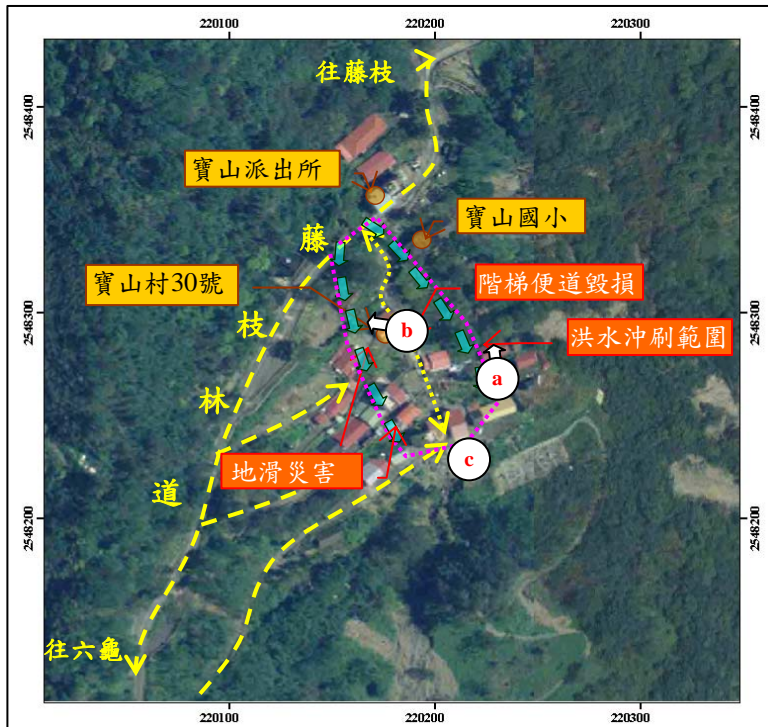 220100
220200
220300
往藤枝
2548400
2548400
寶山派出所
寶山國小
藤
階梯便道毀損
寶山村30號
枝
2548300
2548300
b
洪水沖刷範圍
林
a
地滑災害
c
道
2548200
2548200
往六龜
220100
220200
220300